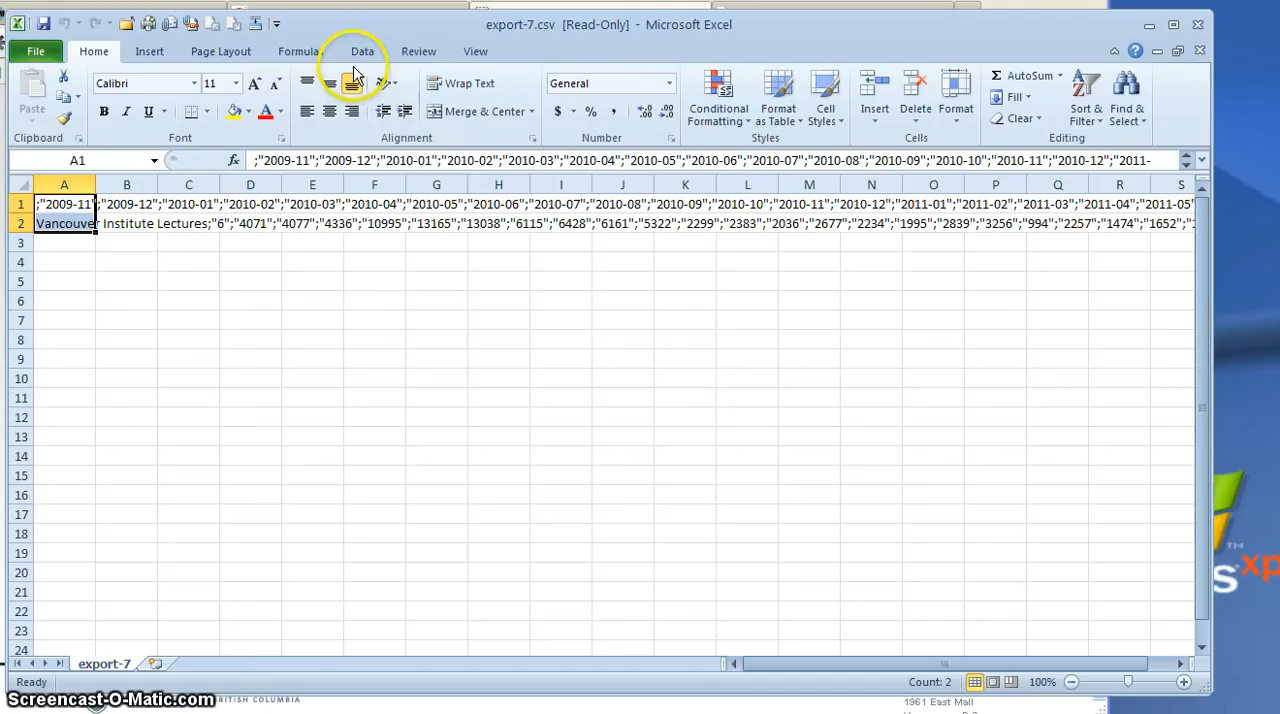 export-7.csv [Read-Only] - Microsoft Excel
File Home Insert Page Layout Formulas Data Review View
Paste
Calibri 11
Wrap Text
General
Conditional Formatting
Format as Table
Cell Styles
Insert
Delete
Format
AutoSum
Fill
Clear
Sort & Filter
Find & Select
B I U
Merge & Center
$ % ,
Clipboard Font Alignment Number Styles Cells Editing
A1 fx ;"2009-11";"2009-12";"2010-01";"2010-02";"2010-03";"2010-04";"2010-05";"2010-06";"2010-07";"2010-08";"2010-09";"2010-10";"2010-11";"2010-12";"2011-
A B C D E F G H I J K L M N O P Q R S
1 ;"2009-11";"2009-12";"2010-01";"2010-02";"2010-03";"2010-04";"2010-05";"2010-06";"2010-07";"2010-08";"2010-09";"2010-10";"2010-11";"2010-12";"2011-01";"2011-02";"2011-03";"2011-04";"2011-05"
2 Vancouver Institute Lectures;"6";"4071";"4077";"4336";"10995";"13165";"13038";"6115";"6428";"6161";"5322";"2299";"2383";"2036";"2677";"2234";"1995";"2839";"3256";"994";"2257";"1474";"1652";"
3
4
5
6
7
8
9
10
11
12
13
14
15
16
17
18
19
20
21
22
23
24
export-7
Ready Count: 2 100%
Screencast-O-Matic.com
BRITISH COLUMBIA
1961 East Mall
s xp
TM